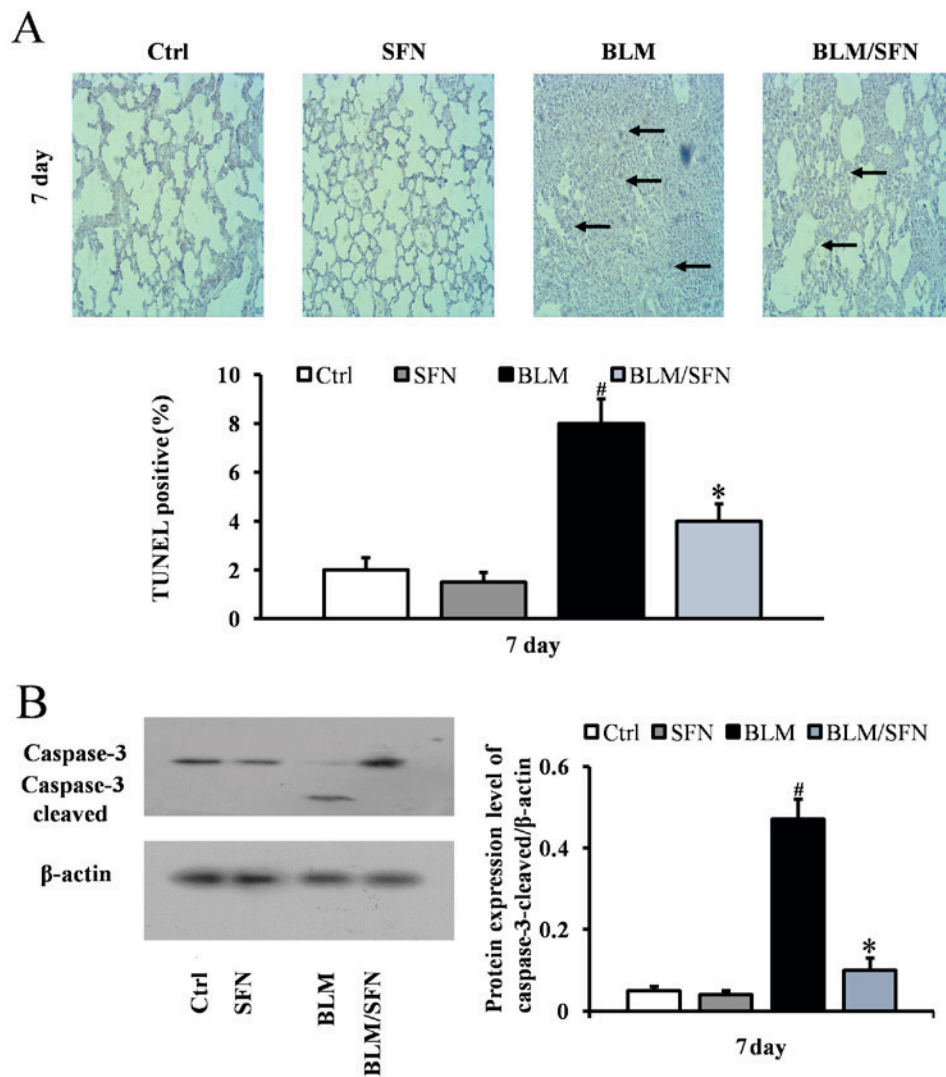 A
Ctrl SFN BLM BLM/SFN
7 day
Ctrl SFN BLM BLM/SFN
TUNEL positive(%)
10
8
6
4
2
0
#
*
7 day
B
Caspase-3
Caspase-3
cleaved
β-actin
Ctrl
SFN
BLM
BLM/SFN
Ctrl SFN BLM BLM/SFN
Protein expression level of
caspase-3-cleaved/β-actin
0.6
0.4
0.2
0
#
*
7 day